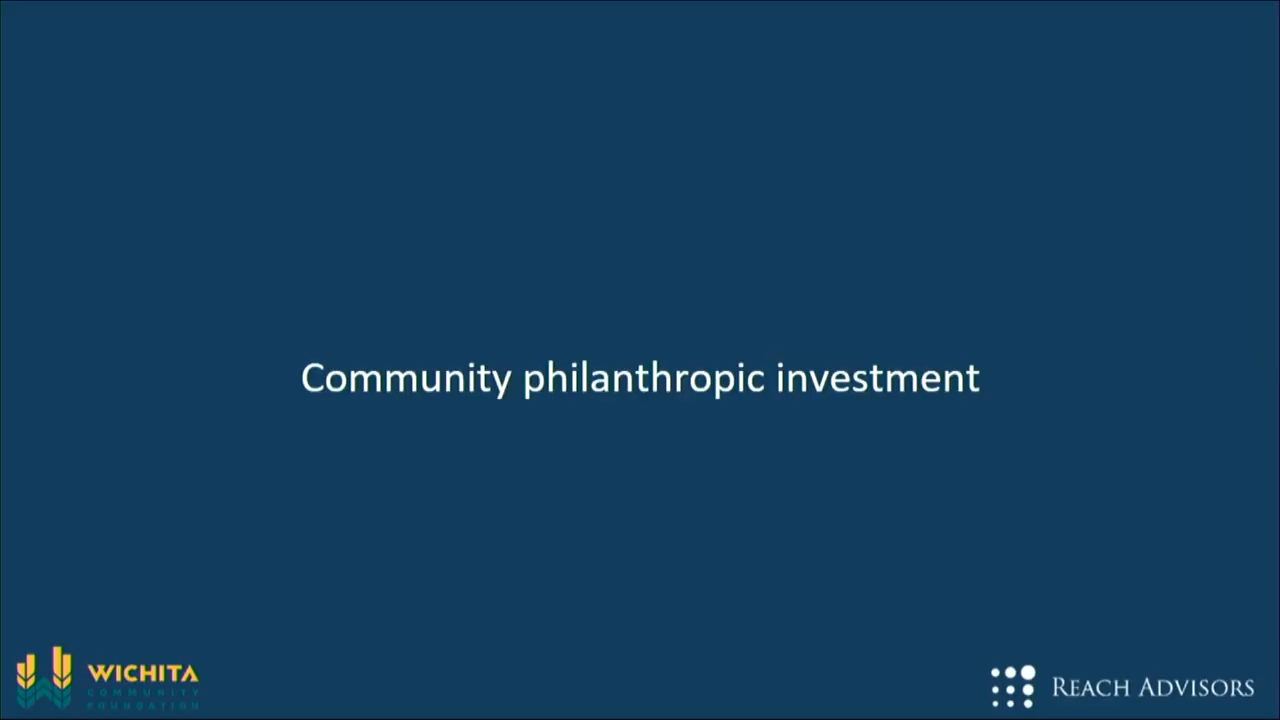 Community philanthropic investment
WICHITA
COMMUNITY
FOUNDATION
REACH ADVISORS